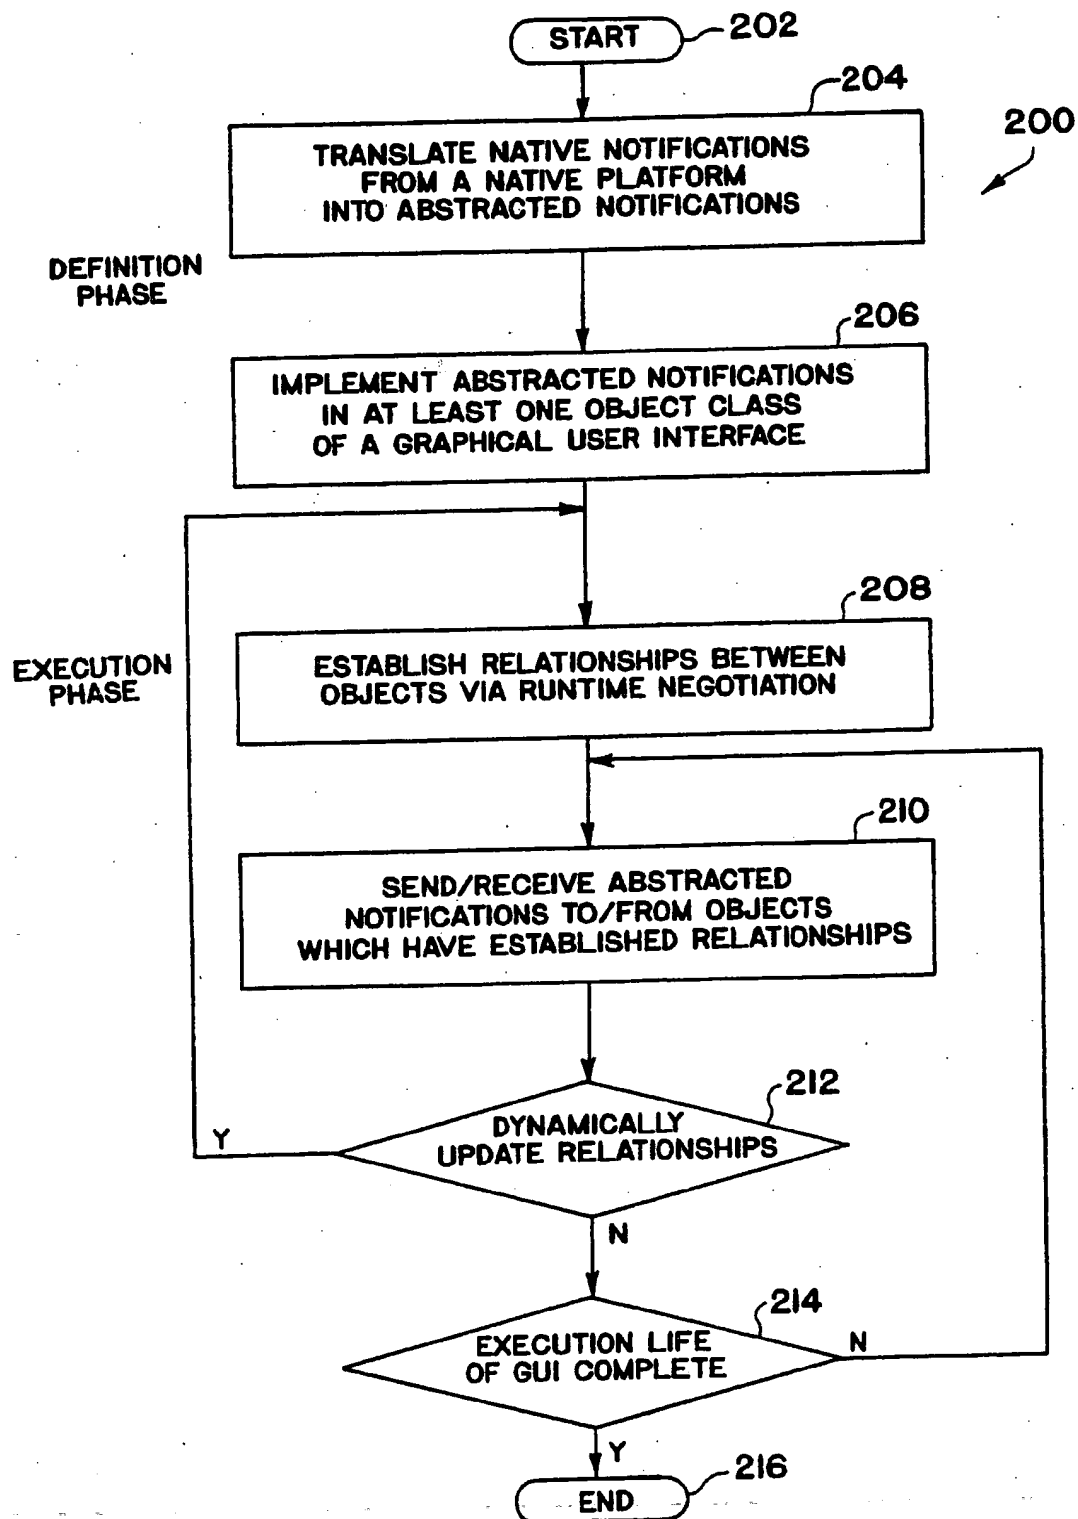 START
202
204
200
TRANSLATE NATIVE NOTIFICATIONS
FROM A NATIVE PLATFORM
INTO ABSTRACTED NOTIFICATIONS
DEFINITION
PHASE
206
IMPLEMENT ABSTRACTED NOTIFICATIONS
IN AT LEAST ONE OBJECT CLASS
OF A GRAPHICAL USER INTERFACE
208
EXECUTION
PHASE
ESTABLISH RELATIONSHIPS BETWEEN
OBJECTS VIA RUNTIME NEGOTIATION
210
SEND/RECEIVE ABSTRACTED
NOTIFICATIONS TO/FROM OBJECTS
WHICH HAVE ESTABLISHED RELATIONSHIPS
212
DYNAMICALLY
UPDATE RELATIONSHIPS
Y
N
214
EXECUTION LIFE
OF GUI COMPLETE
N
Y
216
END